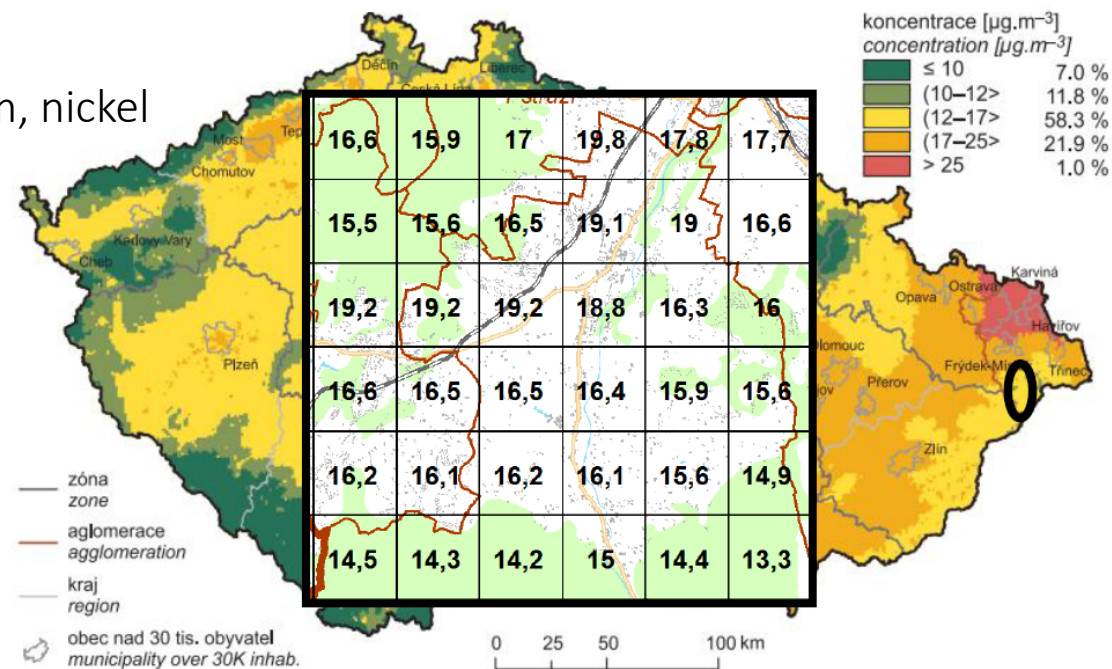 n, nickel
koncentrace [µg.m⁻³]
concentration [µg.m⁻³]
≤ 10 7.0 %
(10–12> 11.8 %
(12–17> 58.3 %
(17–25> 21.9 %
> 25 1.0 %
Děčín
Liberec
Most
Chomutov
Karlovy Vary
Cheb
Plzeň
16,6 15,9 17 19,8 17,8 17,7
15,5 15,6 16,5 19,1 19 16,6
19,2 19,2 19,2 18,8 16,3 16
16,6 16,5 16,5 16,4 15,9 15,6
16,2 16,1 16,2 16,1 15,6 14,9
14,5 14,3 14,2 15 14,4 13,3
Karviná
Ostrava
Opava
Havířov
Frýdek-Mí
Třinec
Přerov
Zlín
zóna
zone
aglomerace
agglomeration
kraj
region
obec nad 30 tis. obyvatel
municipality over 30K inhab.
0 25 50 100 km